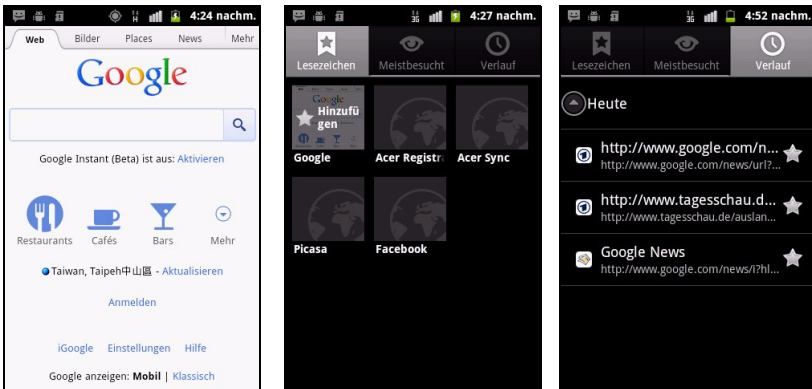 4:24 nachm.
Web Bilder Places News Mehr
Google
Google Instant (Beta) ist aus: Aktivieren
Restaurants Cafés Bars Mehr
Taiwan, Taipeh中山區 - Aktualisieren
Anmelden
iGoogle Einstellungen Hilfe
Google anzeigen: Mobil | Klassisch
4:27 nachm.
Lesezeichen Meistbesucht Verlauf
Hinzufü
gen
Google Acer Registra Acer Sync
Picasa Facebook
4:52 nachm.
Lesezeichen Meistbesucht Verlauf
Heute
http://www.google.com/n...
http://www.google.com/news/url?...
http://www.tagesschau.d...
http://www.tagesschau.de/auslan...
Google News
http://www.google.com/news/i?hl...